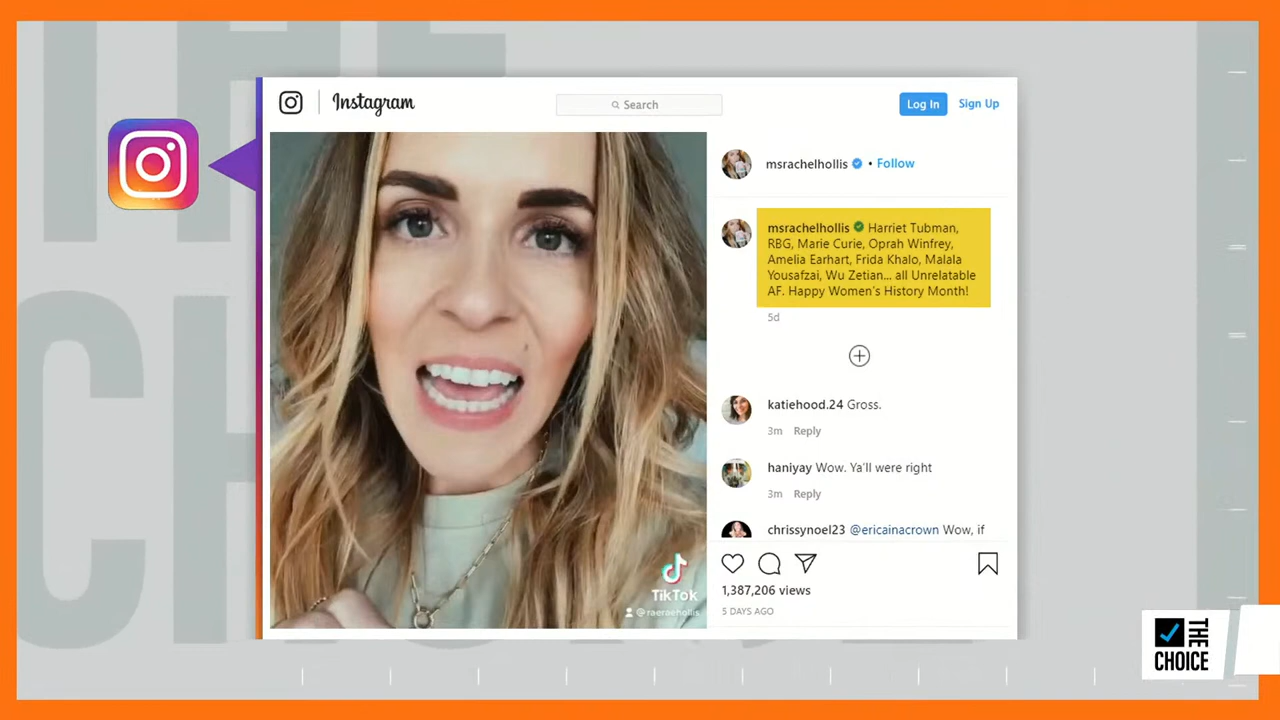 THE
CHOICE
Instagram
Search
Log In
Sign Up
msrachelhollis • Follow
msrachelhollis Harriet Tubman,
RBG, Marie Curie, Oprah Winfrey,
Amelia Earhart, Frida Khalo, Malala
Yousafzai, Wu Zetian... all Unrelatable
AF. Happy Women's History Month!
5d
katiehood.24 Gross.
3m Reply
haniyay Wow. Ya'll were right
3m Reply
chrissynoel23 @ericainacrown Wow, if
1,387,206 views
5 DAYS AGO
TikTok
@raeraehollis
THE
CHOICE